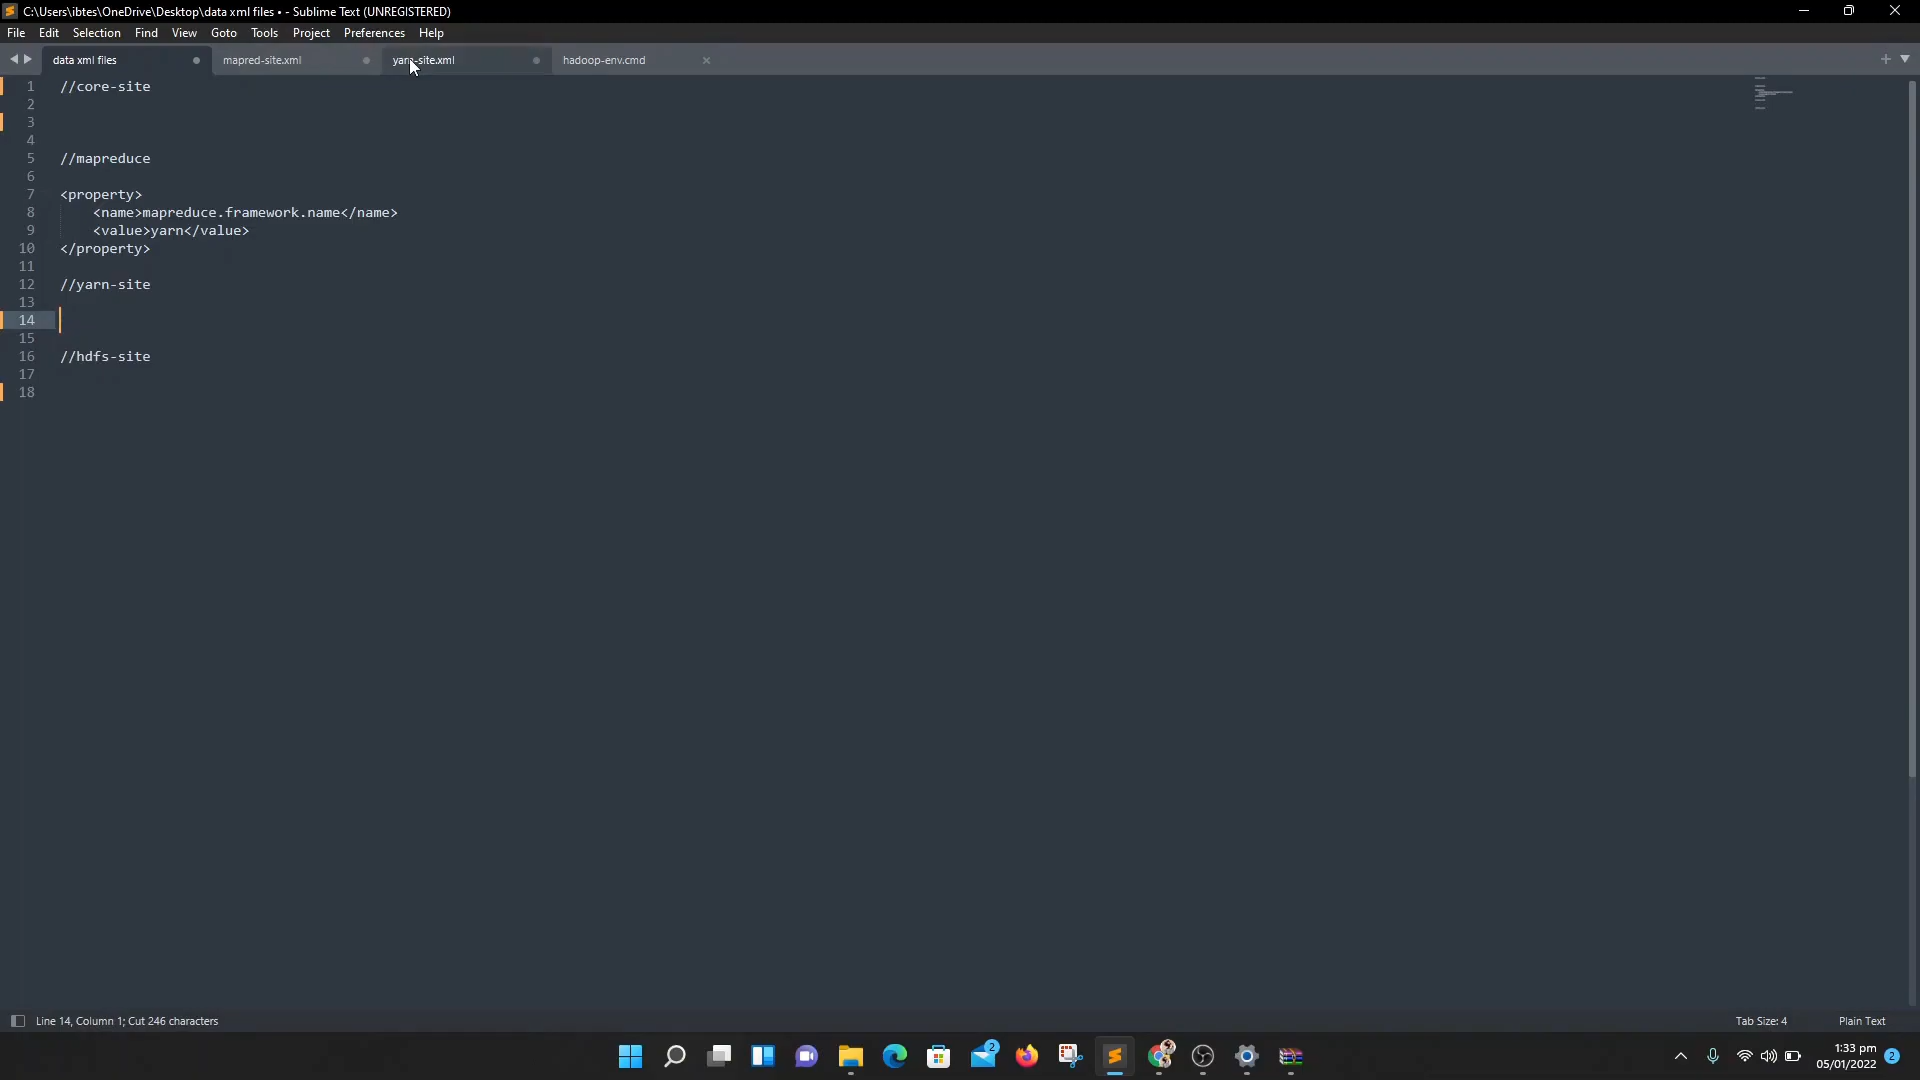 C:\Users\ibtes\OneDrive\Desktop\data xml files • - Sublime Text (UNREGISTERED)
File Edit Selection Find View Goto Tools Project Preferences Help
data xml files mapred-site.xml yarn-site.xml hadoop-env.cmd
1 //core-site
2
3
4
5 //mapreduce
6
7 <property>
8 <name>mapreduce.framework.name</name>
9 <value>yarn</value>
10 </property>
11
12 //yarn-site
13
14
15
16 //hdfs-site
17
18
Line 14, Column 1; Cut 246 characters Tab Size: 4 Plain Text
2
1:33 pm
05/01/2022
2